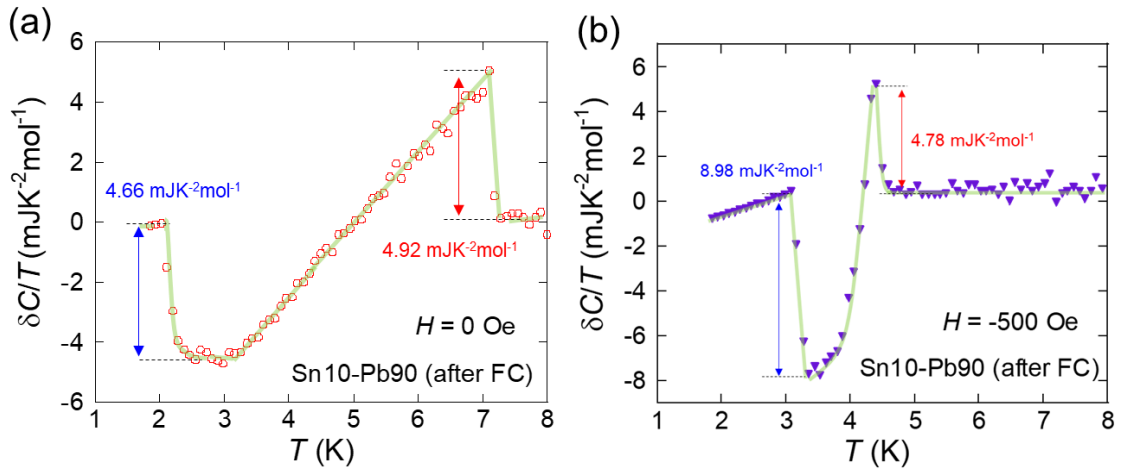 (a)
δC/T (mJK⁻²mol⁻¹)
6
4
2
0
-2
-4
-6
4.66 mJK⁻²mol⁻¹
4.92 mJK⁻²mol⁻¹
H = 0 Oe
Sn10-Pb90 (after FC)
1 2 3 4 5 6 7 8
T (K)
(b)
δC/T (mJK⁻²mol⁻¹)
6
4
2
0
-2
-4
-6
-8
4.78 mJK⁻²mol⁻¹
8.98 mJK⁻²mol⁻¹
H = -500 Oe
Sn10-Pb90 (after FC)
1 2 3 4 5 6 7 8
T (K)